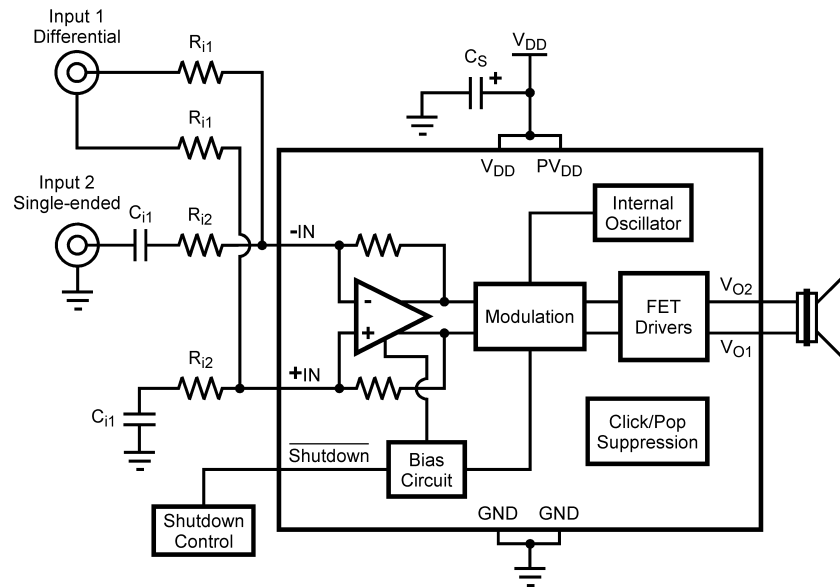 Input 1
Differential
Ri1
Ri1
Input 2
Single-ended
Ci1
Ri2
Ri2
Ci1
CS
+
VDD
VDD
PVDD
-IN
+IN
-
+
Internal
Oscillator
Modulation
FET
Drivers
VO2
VO1
Click/Pop
Suppression
Shutdown
Bias
Circuit
Shutdown
Control
GND
GND